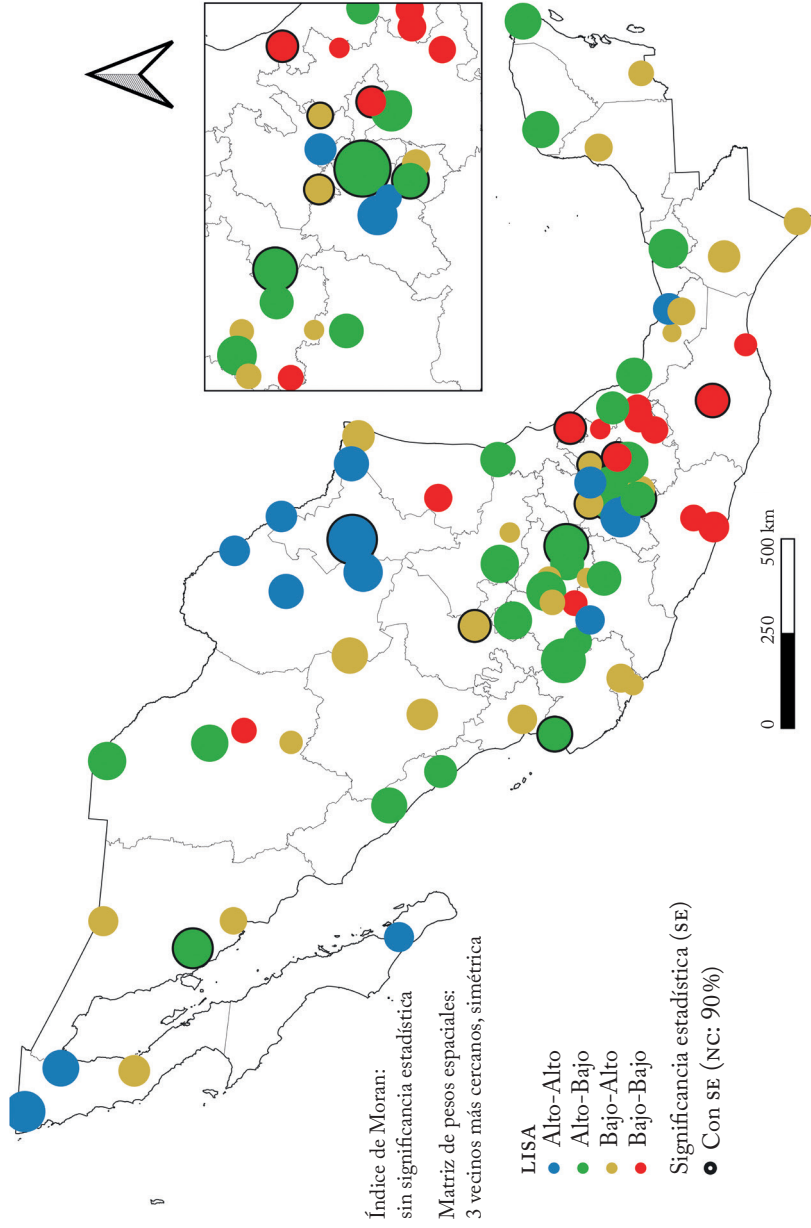 Índice de Moran:
sin significancia estadística
Matriz de pesos espaciales:
3 vecinos más cercanos, simétrica
LISA
Alto-Alto
Alto-Bajo
Bajo-Alto
Bajo-Bajo
Significancia estadística (SE)
Con SE (NC: 90%)
0 250 500 km